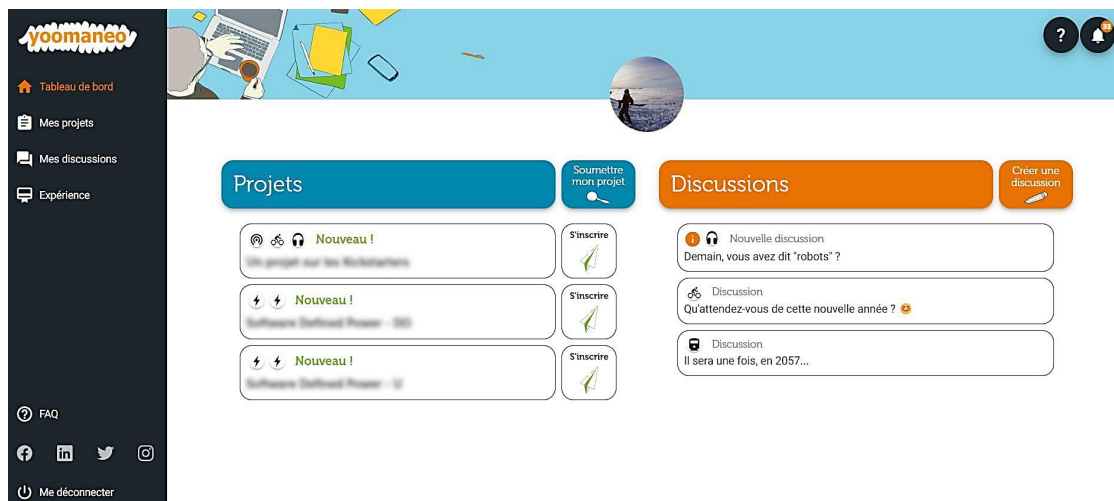 yoomaneo
?
33
Tableau de bord
Mes projets
Mes discussions
Expérience
FAQ
Me déconnecter
Projets
Soumettre
mon projet
Nouveau !
S'inscrire
Nouveau !
S'inscrire
Nouveau !
S'inscrire
Discussions
Créer une
discussion
Nouvelle discussion
Demain, vous avez dit "robots" ?
Discussion
Qu'attendez-vous de cette nouvelle année ? 😊
Discussion
Il sera une fois, en 2057...